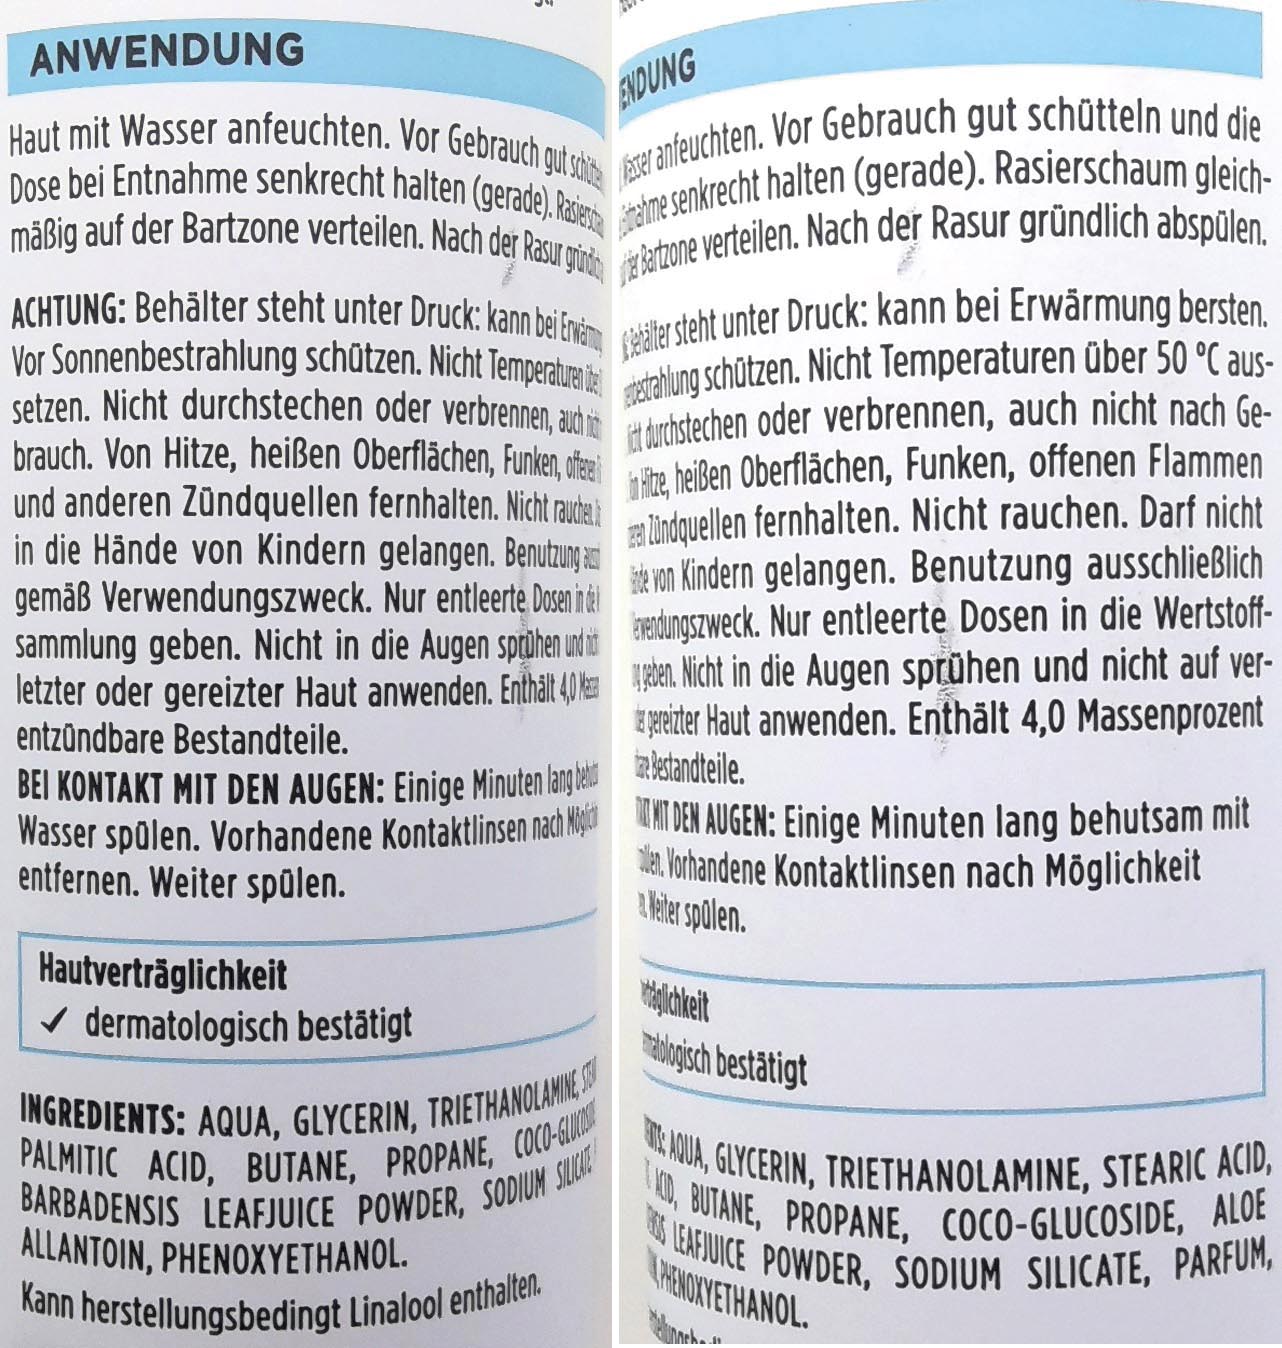 ANWENDUNG
Haut mit Wasser anfeuchten. Vor Gebrauch gut
Dose bei Entnahme senkrecht halten (gerade).
mäßig auf der Bartzone verteilen. Nach der Rasur
ACHTUNG: Behälter steht unter Druck: kann bei
Vor Sonnenbestrahlung schützen. Nicht Temperaturen
setzen. Nicht durchstechen oder verbrennen, auch
brauch. Von Hitze, heißen Oberflächen, Funken,
und anderen Zündquellen fernhalten. Nicht rauchen.
in die Hände von Kindern gelangen. Benutzung
gemäß Verwendungszweck. Nur entleerte Dosen in die
sammlung geben. Nicht in die Augen sprühen und
letzter oder gereizter Haut anwenden. Enthält 4,0
entzündbare Bestandteile.
BEI KONTAKT MIT DEN AUGEN: Einige Minuten lang
Wasser spülen. Vorhandene Kontaktlinsen nach
entfernen. Weiter spülen.
Hautverträglichkeit
✓ dermatologisch bestätigt
INGREDIENTS: AQUA, GLYCERIN, TRIETHANOLAMINE,
PALMITIC ACID, BUTANE, PROPANE,
BARBADENSIS LEAFJUICE POWDER, SODIUM
ALLANTOIN, PHENOXYETHANOL.
Kann herstellungsbedingt Linalool enthalten.
ENDUNG
Wasser anfeuchten. Vor Gebrauch gut schütteln und die
senkrecht halten (gerade). Rasierschaum gleich-
der Bartzone verteilen. Nach der Rasur gründlich abspülen.
Behälter steht unter Druck: kann bei Erwärmung bersten.
schützen. Nicht Temperaturen über 50 °C aus-
durchstechen oder verbrennen, auch nicht nach Ge-
Hitze, heißen Oberflächen, Funken, offenen Flammen
Zündquellen fernhalten. Nicht rauchen. Darf nicht
von Kindern gelangen. Benutzung ausschließlich
Nur entleerte Dosen in die Wertstoff-
geben. Nicht in die Augen sprühen und nicht auf ver-
gereizter Haut anwenden. Enthält 4,0 Massenprozent
Bestandteile.
MIT DEN AUGEN: Einige Minuten lang behutsam mit
Vorhandene Kontaktlinsen nach Möglichkeit
Weiter spülen.
bestätigt
AQUA, GLYCERIN, TRIETHANOLAMINE, STEARIC ACID,
ACID, BUTANE, PROPANE, COCO-GLUCOSIDE, ALOE
LEAFJUICE POWDER, SODIUM SILICATE, PARFUM,
PHENOXYETHANOL.